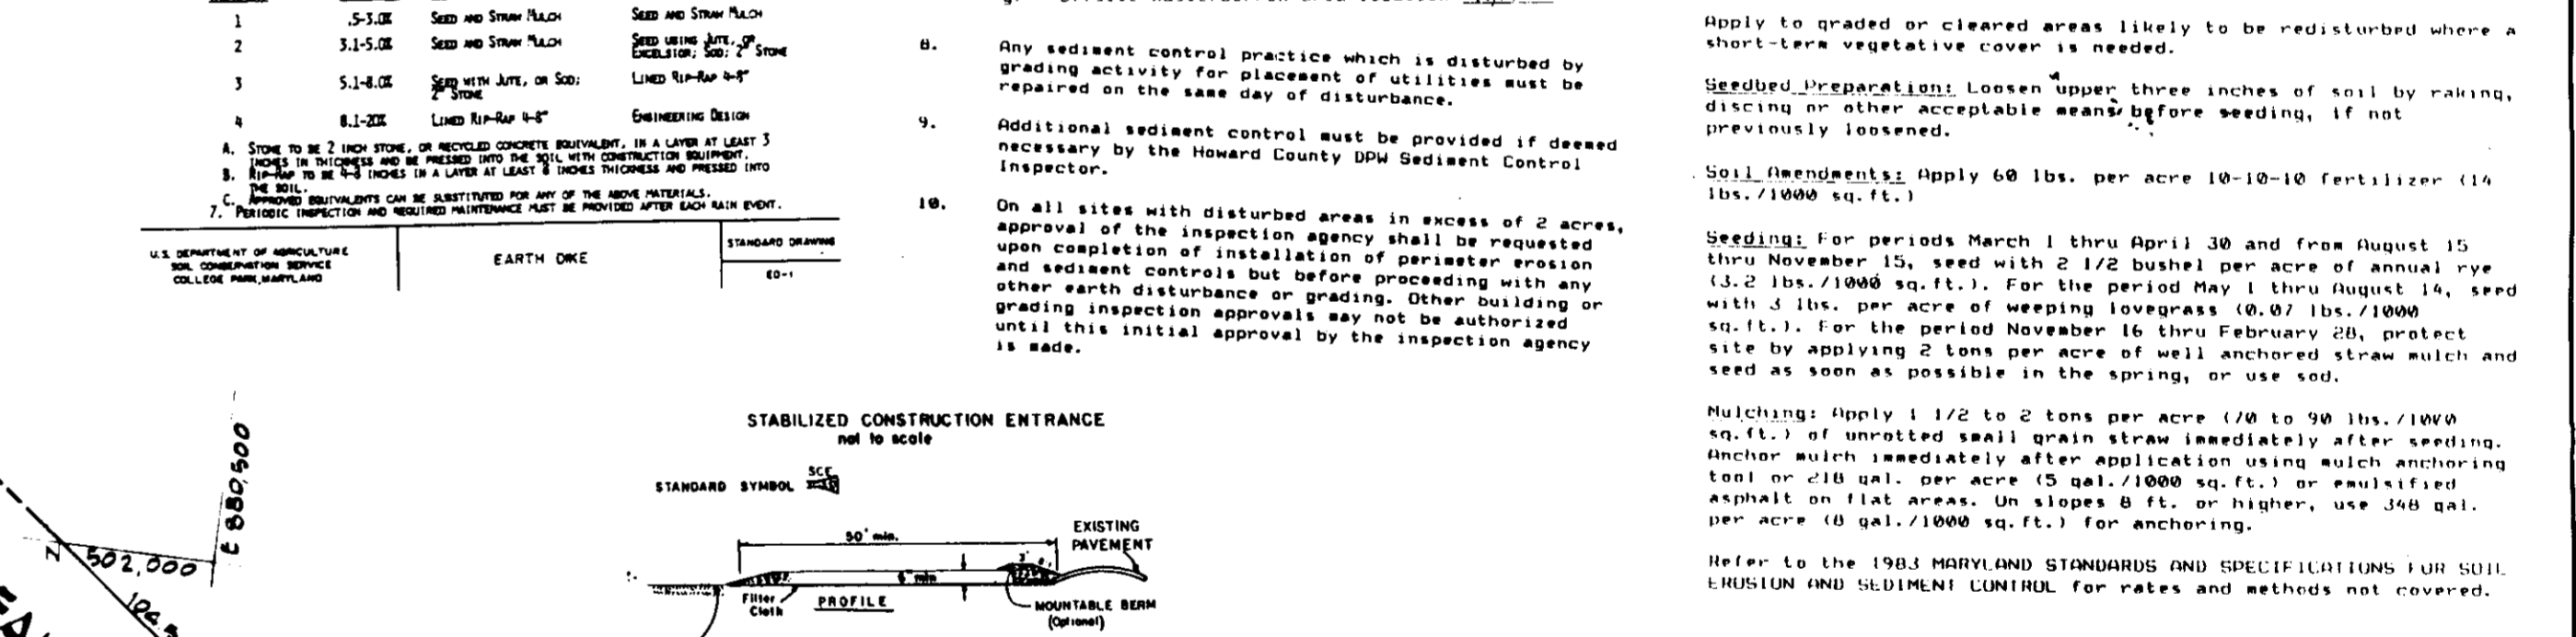 1 .5-3.0% SEED AND STRAW MULCH SEED AND STRAW MULCH
2 3.1-5.0% SEED AND STRAW MULCH SEED USING JUTE, OR
EXCELSIOR; SOD; 2" STONE
3 5.1-8.0% SEED WITH JUTE, OR SOD; LINED RIP-RAP 4-8"
2" STONE
4 8.1-20% LINED RIP-RAP 4-8" ENGINEERING DESIGN
A. STONE TO BE 2 INCH STONE, OR RECYCLED CONCRETE EQUIVALENT, IN A LAYER AT LEAST 3
INCHES IN THICKNESS AND BE PRESSED INTO THE SOIL WITH CONSTRUCTION EQUIPMENT.
B. RIP-RAP TO BE 4-8 INCHES IN A LAYER AT LEAST 8 INCHES THICKNESS AND PRESSED INTO
THE SOIL.
C. APPROVED EQUIVALENTS CAN BE SUBSTITUTED FOR ANY OF THE ABOVE MATERIALS.
7. PERIODIC INSPECTION AND REQUIRED MAINTENANCE MUST BE PROVIDED AFTER EACH RAIN EVENT.
U.S. DEPARTMENT OF AGRICULTURE
SOIL CONSERVATION SERVICE
COLLEGE PARK, MARYLAND
EARTH DIKE
STANDARD DRAWING
ED-1
8. Any sediment control practice which is disturbed by
grading activity for placement of utilities must be
repaired on the same day of disturbance.
9. Additional sediment control must be provided if deemed
necessary by the Howard County DPW Sediment Control
Inspector.
10. On all sites with disturbed areas in excess of 2 acres,
approval of the inspection agency shall be requested
upon completion of installation of perimeter erosion
and sediment controls but before proceeding with any
other earth disturbance or grading. Other building or
grading inspection approvals may not be authorized
until this initial approval by the inspection agency
is made.
Apply to graded or cleared areas likely to be redisturbed where a
short-term vegetative cover is needed.
Seedbed Preparation: Loosen upper three inches of soil by raking,
discing or other acceptable means before seeding, if not
previously loosened.
Soil Amendments: Apply 60 lbs. per acre 10-10-10 fertilizer (14
lbs./1000 sq.ft.)
Seeding: For periods March 1 thru April 30 and from August 15
thru November 15, seed with 2 1/2 bushel per acre of annual rye
(3.2 lbs./1000 sq.ft.). For the period May 1 thru August 14, seed
with 3 lbs. per acre of weeping lovegrass (0.07 lbs./1000
sq.ft.). For the period November 16 thru February 28, protect
site by applying 2 tons per acre of well anchored straw mulch and
seed as soon as possible in the spring, or use sod.
Mulching: Apply 1 1/2 to 2 tons per acre (70 to 90 lbs./1000
sq.ft.) of unrotted small grain straw immediately after seeding.
Anchor mulch immediately after application using mulch anchoring
tool or 218 gal. per acre (5 gal./1000 sq.ft.) or emulsified
asphalt on flat areas. On slopes 8 ft. or higher, use 348 gal.
per acre (8 gal./1000 sq.ft.) for anchoring.
Refer to the 1983 MARYLAND STANDARDS AND SPECIFICATIONS FOR SOIL
EROSION AND SEDIMENT CONTROL for rates and methods not covered.
STABILIZED CONSTRUCTION ENTRANCE
not to scale
STANDARD SYMBOL SCE
50' min.
EXISTING
PAVEMENT
6" min
Filter
Cloth
PROFILE
MOUNTABLE BERM
(Optional)
E 880,500
N 502,000